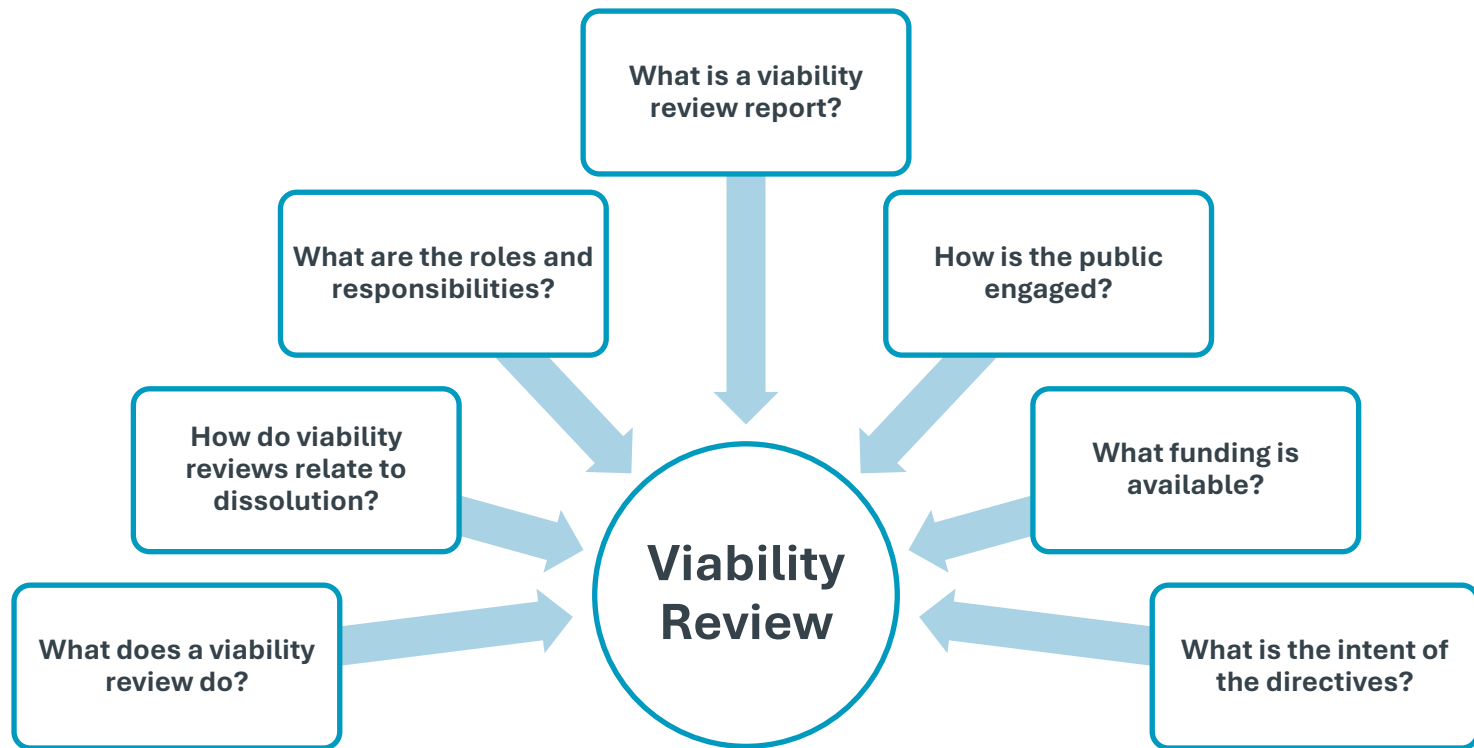 What is a viability
review report?
What are the roles and
responsibilities?
How is the public
engaged?
How do viability
reviews relate to
dissolution?
What funding is
available?
Viability
Review
What does a viability
review do?
What is the intent of
the directives?